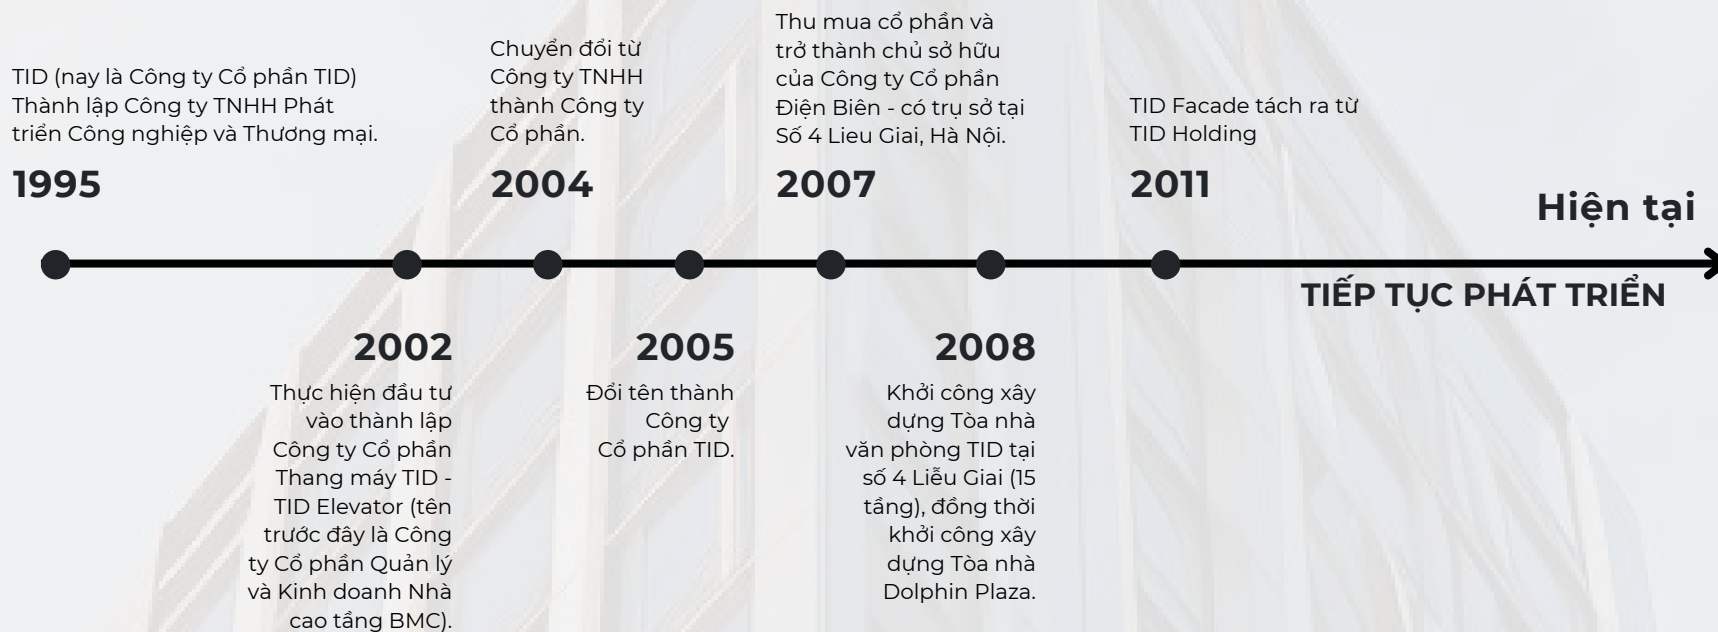 TID (nay là Công ty Cổ phần TID)
Thành lập Công ty TNHH Phát
triển Công nghiệp và Thương mại.
1995
Chuyển đổi từ
Công ty TNHH
thành Công ty
Cổ phần.
2004
Thu mua cổ phần và
trở thành chủ sở hữu
của Công ty Cổ phần
Điện Biên - có trụ sở tại
Số 4 Lieu Giai, Hà Nội.
2007
TID Facade tách ra từ
TID Holding
2011
Hiện tại
TIẾP TỤC PHÁT TRIỂN
2002
Thực hiện đầu tư
vào thành lập
Công ty Cổ phần
Thang máy TID -
TID Elevator (tên
trước đây là Công
ty Cổ phần Quản lý
và Kinh doanh Nhà
cao tầng BMC).
2005
Đổi tên thành
Công ty
Cổ phần TID.
2008
Khởi công xây
dựng Tòa nhà
văn phòng TID tại
số 4 Liễu Giai (15
tầng), đồng thời
khởi công xây
dựng Tòa nhà
Dolphin Plaza.